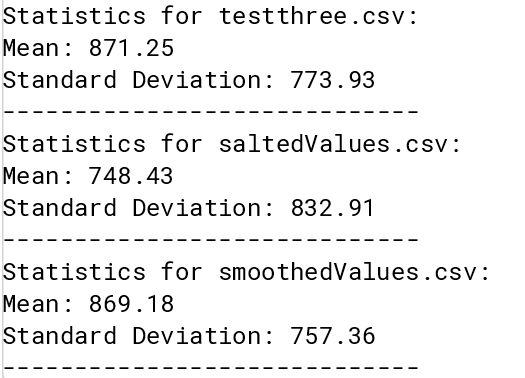 Statistics for testthree.csv:
Mean: 871.25
Standard Deviation: 773.93
-----------------------------
Statistics for saltedValues.csv:
Mean: 748.43
Standard Deviation: 832.91
-----------------------------
Statistics for smoothedValues.csv:
Mean: 869.18
Standard Deviation: 757.36
-----------------------------